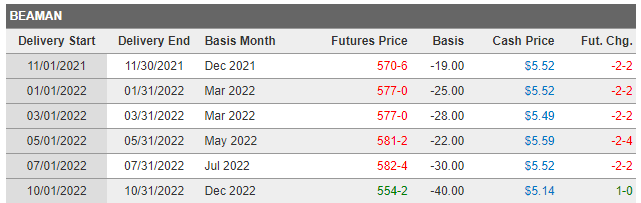 BEAMAN
Delivery Start Delivery End Basis Month Futures Price Basis Cash Price Fut. Chg.
11/01/2021 11/30/2021 Dec 2021 570-6 -19.00 $5.52 -2-2
01/01/2022 01/31/2022 Mar 2022 577-0 -25.00 $5.52 -2-2
03/01/2022 03/31/2022 Mar 2022 577-0 -28.00 $5.49 -2-2
05/01/2022 05/31/2022 May 2022 581-2 -22.00 $5.59 -2-4
07/01/2022 07/31/2022 Jul 2022 582-4 -30.00 $5.52 -2-2
10/01/2022 10/31/2022 Dec 2022 554-2 -40.00 $5.14 1-0